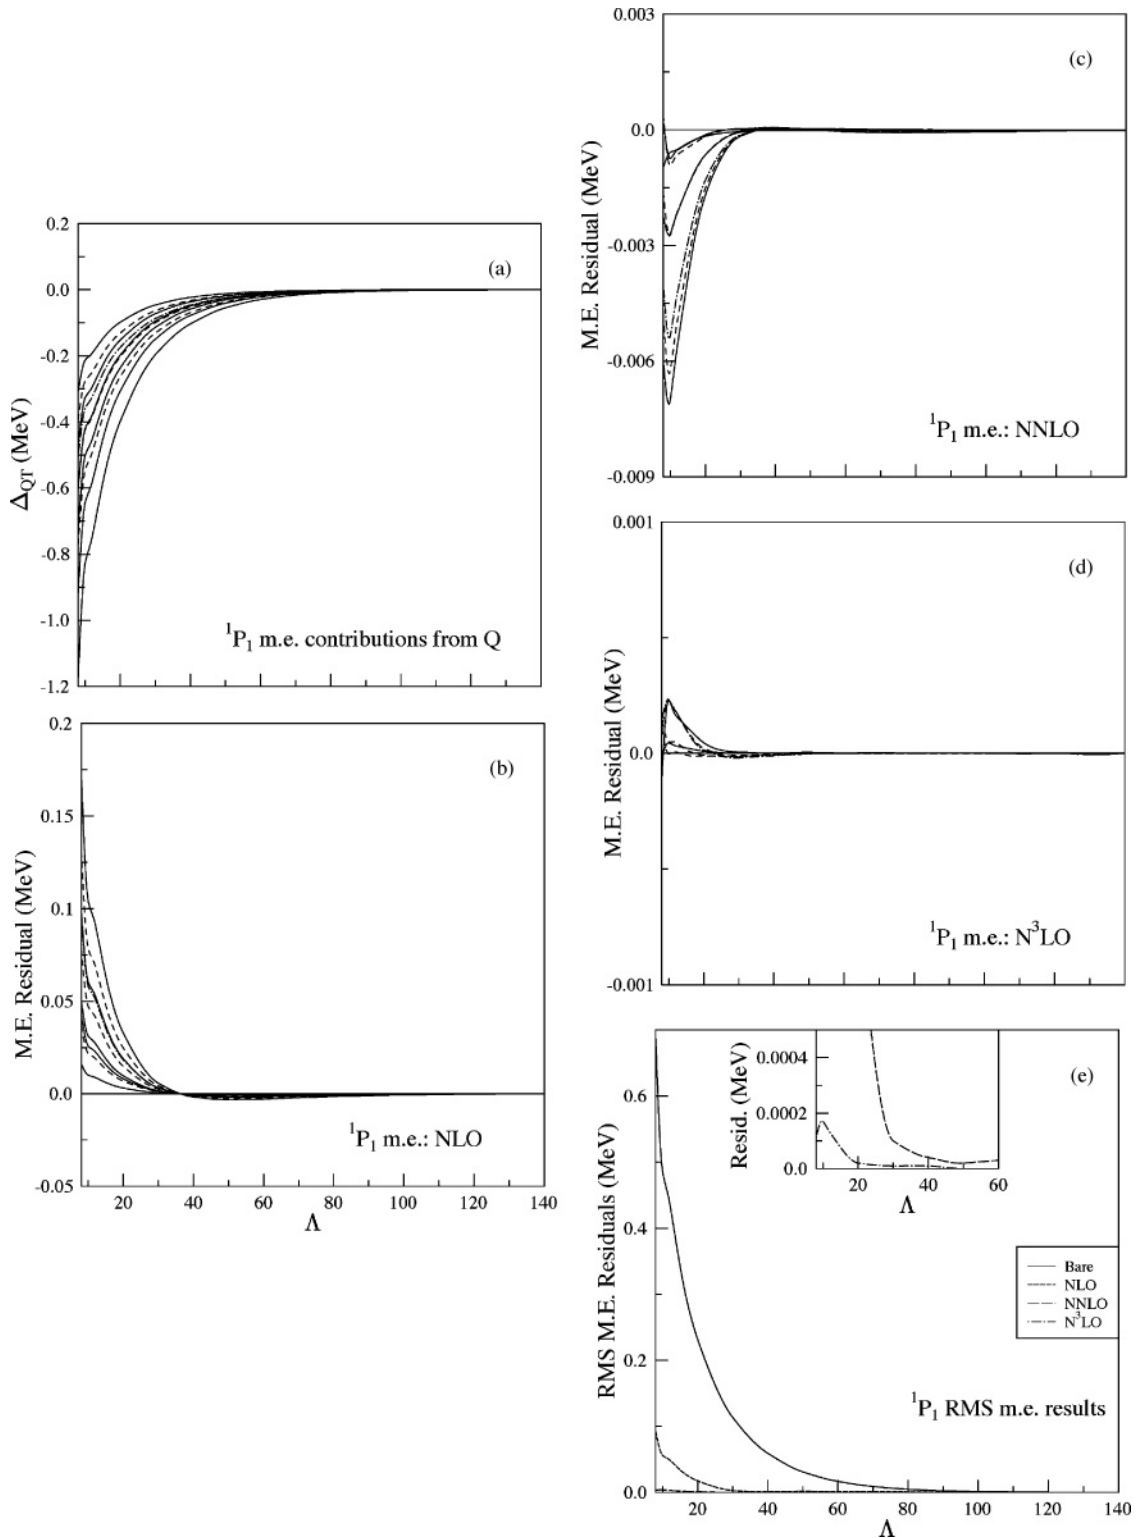 0.2
0.0
-0.2
-0.4
-0.6
-0.8
-1.0
-1.2
Δ_QT (MeV)
(a)
¹P₁ m.e. contributions from Q
0.2
0.15
0.1
0.05
0.0
-0.05
M.E. Residual (MeV)
(b)
¹P₁ m.e.: NLO
20 40 60 80 100 120 140
Λ
0.003
0.0
-0.003
-0.006
-0.009
M.E. Residual (MeV)
(c)
¹P₁ m.e.: NNLO
0.001
0.0
-0.001
M.E. Residual (MeV)
(d)
¹P₁ m.e.: N³LO
0.6
0.4
0.2
0.0
RMS M.E. Residuals (MeV)
0.0004
0.0002
0.0
Resid. (MeV)
20 40 60
Λ
(e)
Bare
NLO
NNLO
N³LO
¹P₁ RMS m.e. results
20 40 60 80 100 120 140
Λ